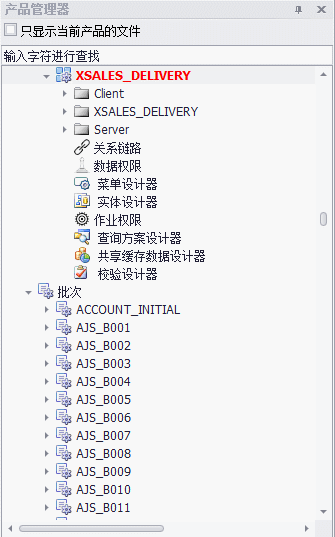 产品管理器
只显示当前产品的文件
输入字符进行查找
XSALES_DELIVERY
Client
XSALES_DELIVERY
Server
关系链路
数据权限
菜单设计器
实体设计器
作业权限
查询方案设计器
共享缓存数据设计器
校验设计器
批次
ACCOUNT_INITIAL
AJS_B001
AJS_B002
AJS_B003
AJS_B004
AJS_B005
AJS_B006
AJS_B007
AJS_B008
AJS_B009
AJS_B010
AJS_B011